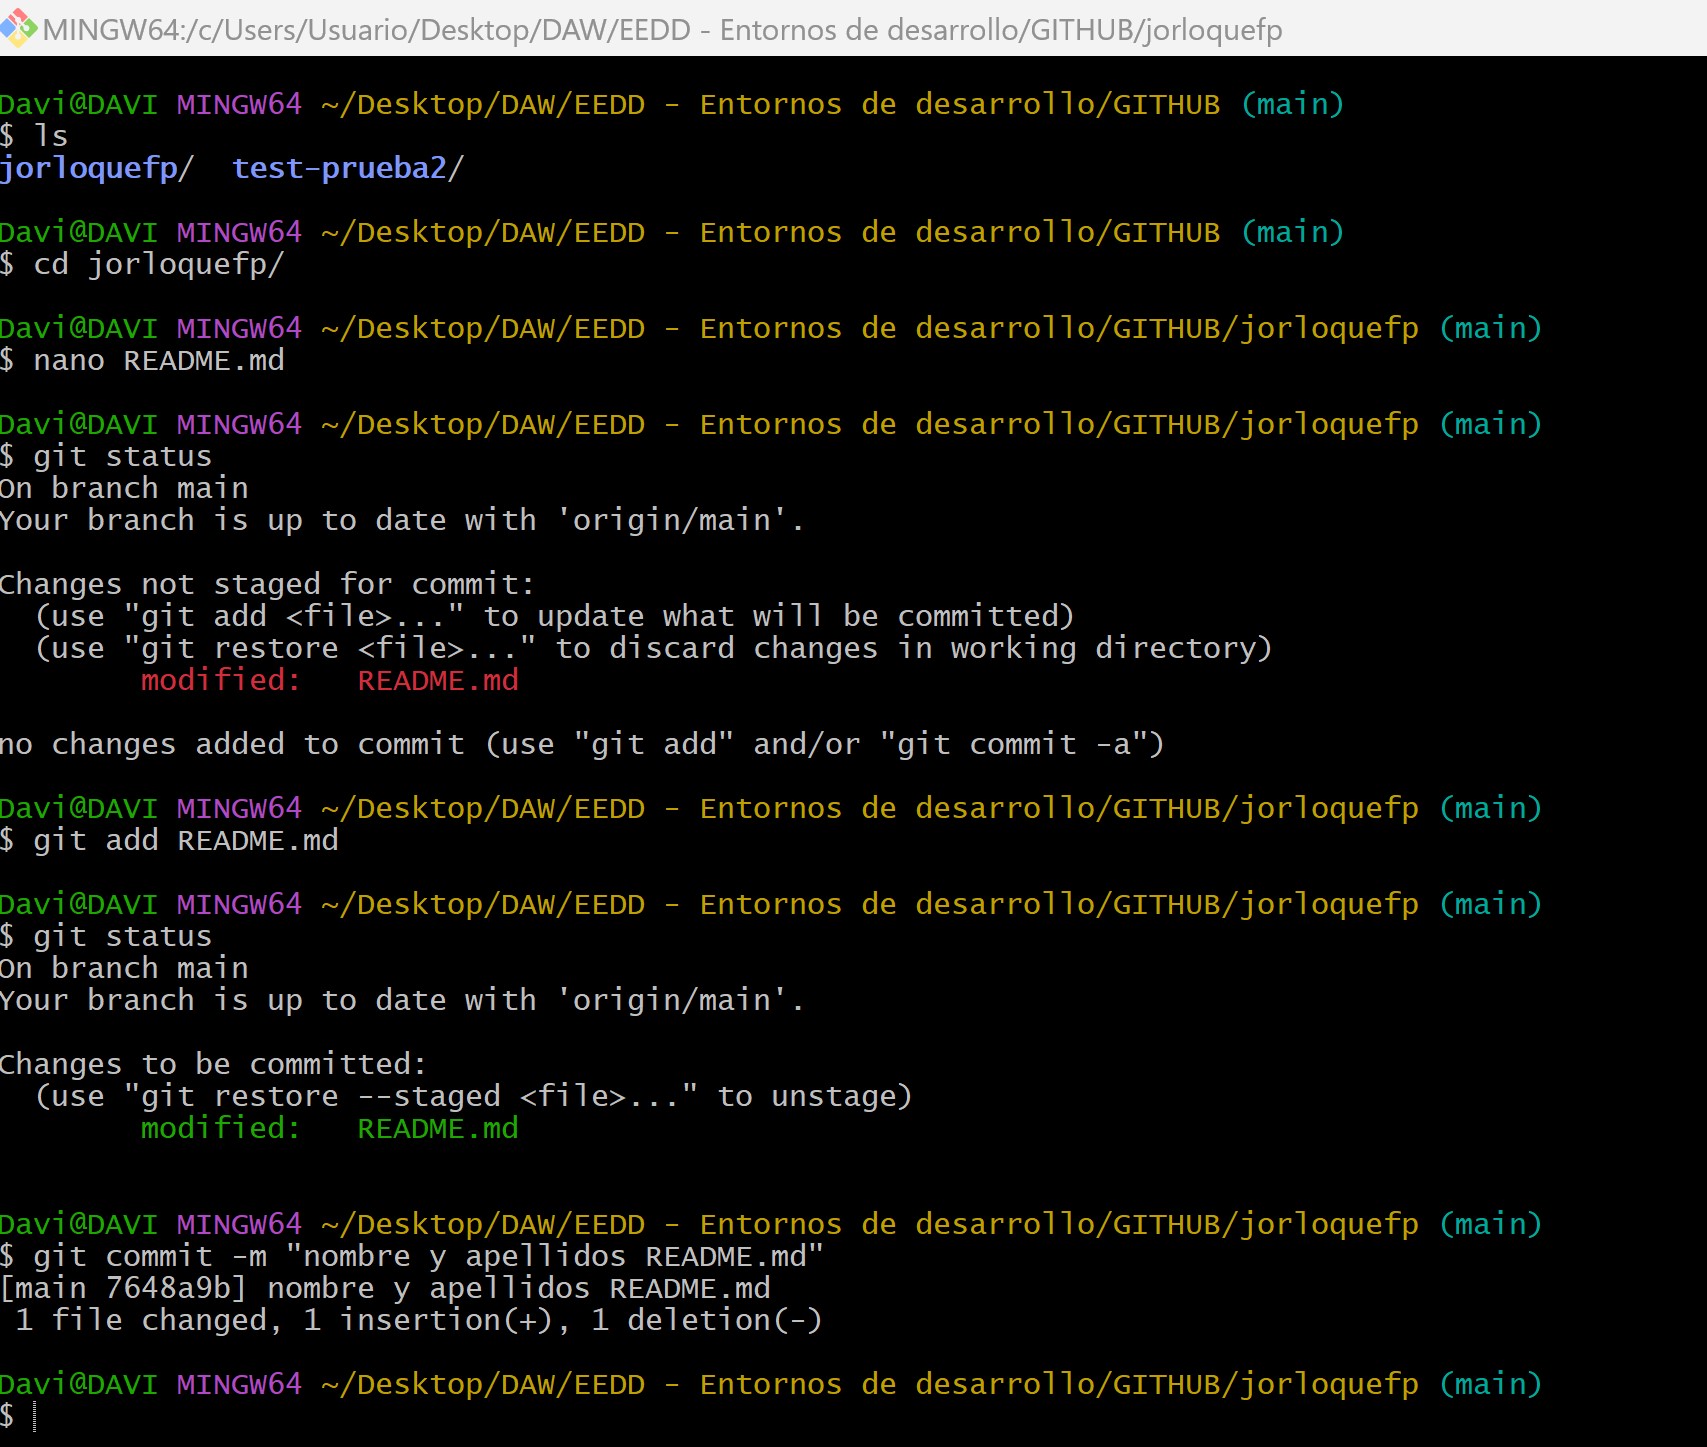 MINGW64:/c/Users/Usuario/Desktop/DAW/EEDD - Entornos de desarrollo/GITHUB/jorloquefp
Davi@DAVI MINGW64 ~/Desktop/DAW/EEDD - Entornos de desarrollo/GITHUB (main)
$ ls
jorloquefp/  test-prueba2/
Davi@DAVI MINGW64 ~/Desktop/DAW/EEDD - Entornos de desarrollo/GITHUB (main)
$ cd jorloquefp/
Davi@DAVI MINGW64 ~/Desktop/DAW/EEDD - Entornos de desarrollo/GITHUB/jorloquefp (main)
$ nano README.md
Davi@DAVI MINGW64 ~/Desktop/DAW/EEDD - Entornos de desarrollo/GITHUB/jorloquefp (main)
$ git status
On branch main
Your branch is up to date with 'origin/main'.
Changes not staged for commit:
  (use "git add <file>..." to update what will be committed)
  (use "git restore <file>..." to discard changes in working directory)
        modified:   README.md
no changes added to commit (use "git add" and/or "git commit -a")
Davi@DAVI MINGW64 ~/Desktop/DAW/EEDD - Entornos de desarrollo/GITHUB/jorloquefp (main)
$ git add README.md
Davi@DAVI MINGW64 ~/Desktop/DAW/EEDD - Entornos de desarrollo/GITHUB/jorloquefp (main)
$ git status
On branch main
Your branch is up to date with 'origin/main'.
Changes to be committed:
  (use "git restore --staged <file>..." to unstage)
        modified:   README.md
Davi@DAVI MINGW64 ~/Desktop/DAW/EEDD - Entornos de desarrollo/GITHUB/jorloquefp (main)
$ git commit -m "nombre y apellidos README.md"
[main 7648a9b] nombre y apellidos README.md
 1 file changed, 1 insertion(+), 1 deletion(-)
Davi@DAVI MINGW64 ~/Desktop/DAW/EEDD - Entornos de desarrollo/GITHUB/jorloquefp (main)
$